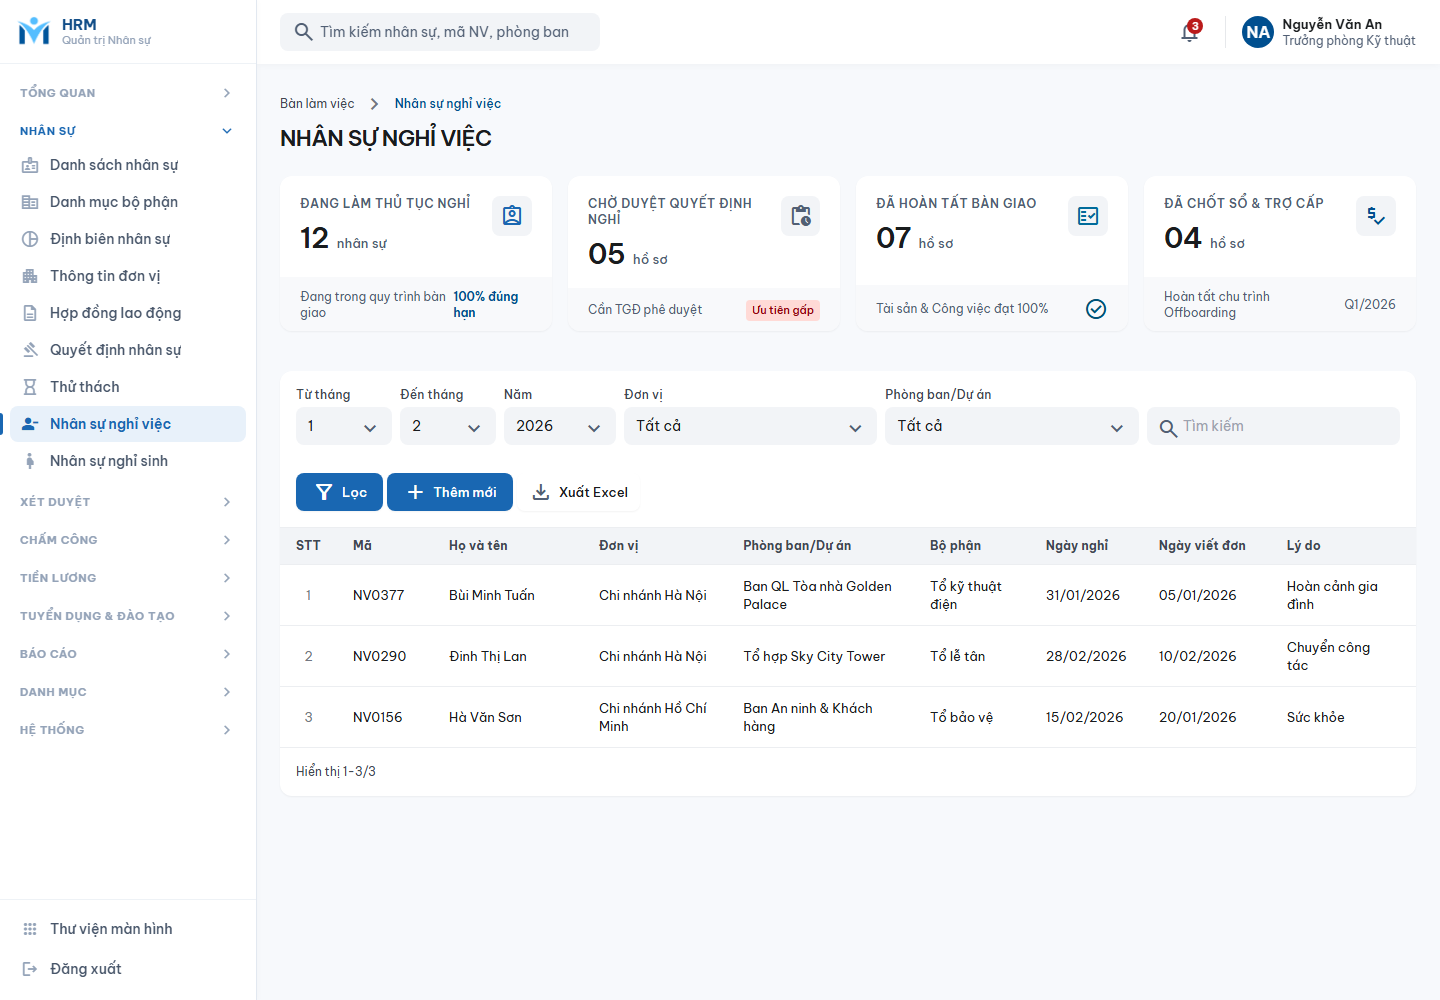 HRM
Quản trị Nhân sự
TỔNG QUAN
NHÂN SỰ
Danh sách nhân sự
Danh mục bộ phận
Định biên nhân sự
Thông tin đơn vị
Hợp đồng lao động
Quyết định nhân sự
Thử thách
Nhân sự nghỉ việc
Nhân sự nghỉ sinh
XÉT DUYỆT
CHẤM CÔNG
TIỀN LƯƠNG
TUYỂN DỤNG & ĐÀO TẠO
BÁO CÁO
DANH MỤC
HỆ THỐNG
Thư viện màn hình
Đăng xuất
Tìm kiếm nhân sự, mã NV, phòng ban
3
NA
Nguyễn Văn An
Trưởng phòng Kỹ thuật
Bàn làm việc
Nhân sự nghỉ việc
NHÂN SỰ NGHỈ VIỆC
ĐANG LÀM THỦ TỤC NGHỈ
12 nhân sự
Đang trong quy trình bàn giao
100% đúng hạn
CHỜ DUYỆT QUYẾT ĐỊNH NGHỈ
05 hồ sơ
Cần TGĐ phê duyệt
Ưu tiên gấp
ĐÃ HOÀN TẤT BÀN GIAO
07 hồ sơ
Tài sản & Công việc đạt 100%
ĐÃ CHỐT SỔ & TRỢ CẤP
04 hồ sơ
Hoàn tất chu trình Offboarding
Q1/2026
Từ tháng
1
Đến tháng
2
Năm
2026
Đơn vị
Tất cả
Phòng ban/Dự án
Tất cả
Tìm kiếm
Lọc
Thêm mới
Xuất Excel
STT Mã Họ và tên Đơn vị Phòng ban/Dự án Bộ phận Ngày nghỉ Ngày viết đơn Lý do
1 NV0377 Bùi Minh Tuấn Chi nhánh Hà Nội Ban QL Tòa nhà Golden Palace Tổ kỹ thuật điện 31/01/2026 05/01/2026 Hoàn cảnh gia đình
2 NV0290 Đinh Thị Lan Chi nhánh Hà Nội Tổ hợp Sky City Tower Tổ lễ tân 28/02/2026 10/02/2026 Chuyển công tác
3 NV0156 Hà Văn Sơn Chi nhánh Hồ Chí Minh Ban An ninh & Khách hàng Tổ bảo vệ 15/02/2026 20/01/2026 Sức khỏe
Hiển thị 1-3/3